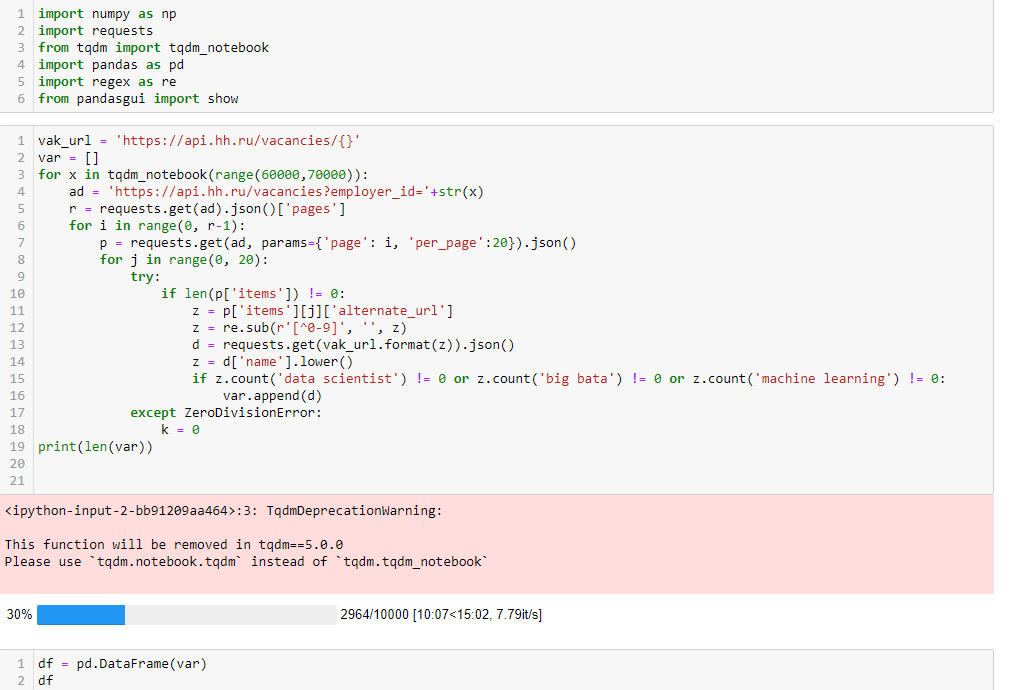 1 import numpy as np
2 import requests
3 from tqdm import tqdm_notebook
4 import pandas as pd
5 import regex as re
6 from pandasgui import show
1 vak_url = 'https://api.hh.ru/vacancies/{}'
2 var = []
3 for x in tqdm_notebook(range(60000,70000)):
4     ad = 'https://api.hh.ru/vacancies?employer_id='+str(x)
5     r = requests.get(ad).json()['pages']
6     for i in range(0, r-1):
7         p = requests.get(ad, params={'page': i, 'per_page':20}).json()
8         for j in range(0, 20):
9             try:
10                 if len(p['items']) != 0:
11                     z = p['items'][j]['alternate_url']
12                     z = re.sub(r'[^0-9]', '', z)
13                     d = requests.get(vak_url.format(z)).json()
14                     z = d['name'].lower()
15                     if z.count('data scientist') != 0 or z.count('big bata') != 0 or z.count('machine learning') != 0:
16                         var.append(d)
17             except ZeroDivisionError:
18                 k = 0
19 print(len(var))
20
21
<ipython-input-2-bb91209aa464>:3: TqdmDeprecationWarning:
This function will be removed in tqdm==5.0.0
Please use `tqdm.notebook.tqdm` instead of `tqdm.tqdm_notebook`
30% 2964/10000 [10:07<15:02, 7.79it/s]
1 df = pd.DataFrame(var)
2 df